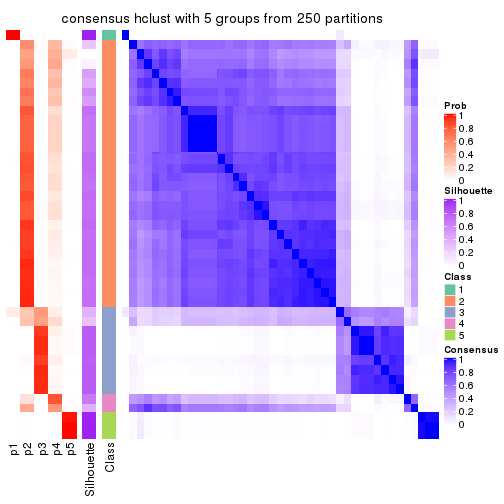 consensus hclust with 5 groups from 250 partitions
Prob
1
0.8
0.6
0.4
0.2
0
Silhouette
1
0.8
0.6
0.4
0.2
0
Class
1
2
3
4
5
Consensus
1
0.8
0.6
0.4
0.2
0
p1
p2
p3
p4
p5
Silhouette
Class